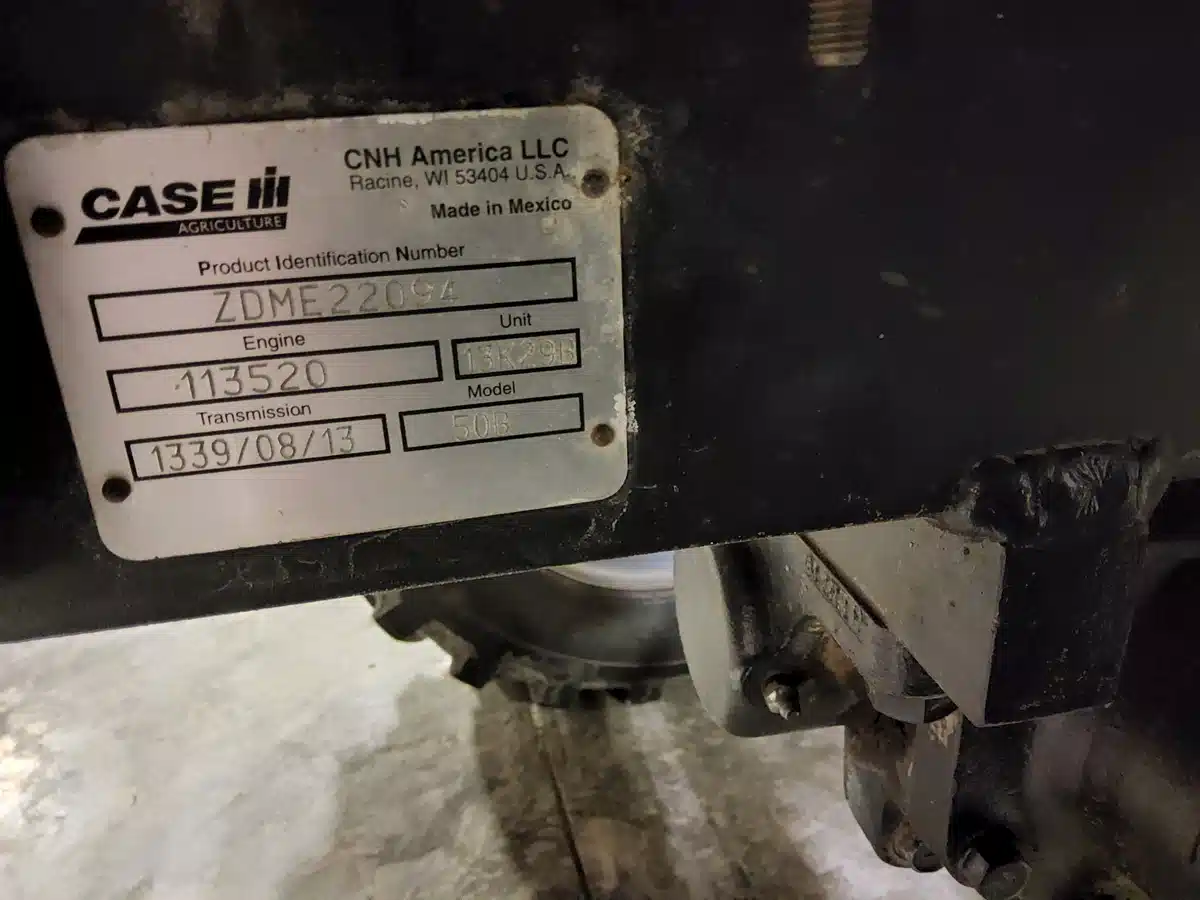 CASE IH
AGRICULTURE
CNH America LLC
Racine, WI 53404 U.S.A.
Made in Mexico
Product Identification Number
ZDME22094
Engine
Unit
113520
13K29B
Transmission
Model
1339/08/13
50B